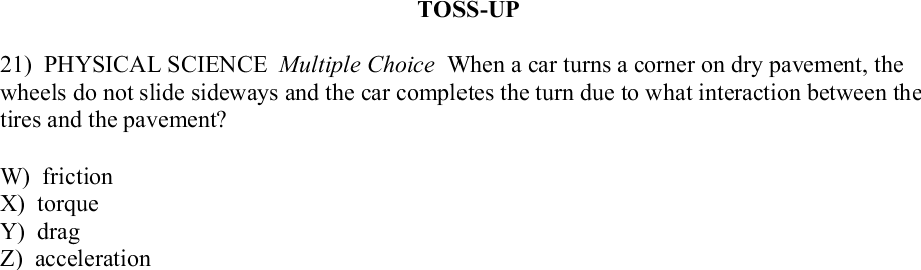 TOSS-UP
21) PHYSICAL SCIENCE Multiple Choice When a car turns a corner on dry pavement, the
wheels do not slide sideways and the car completes the turn due to what interaction between the
tires and the pavement?
W) friction
X) torque
Y) drag
Z) acceleration